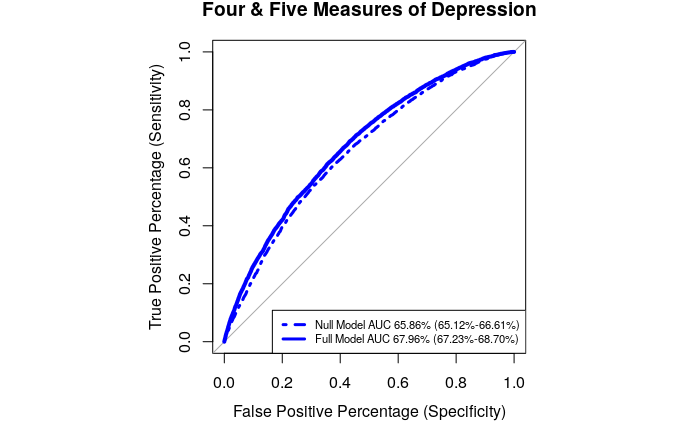 Four & Five Measures of Depression
True Positive Percentage (Sensitivity)
1.0
0.8
0.6
0.4
0.2
0.0
Null Model AUC 65.86% (65.12%-66.61%)
Full Model AUC 67.96% (67.23%-68.70%)
0.0 0.2 0.4 0.6 0.8 1.0
False Positive Percentage (Specificity)